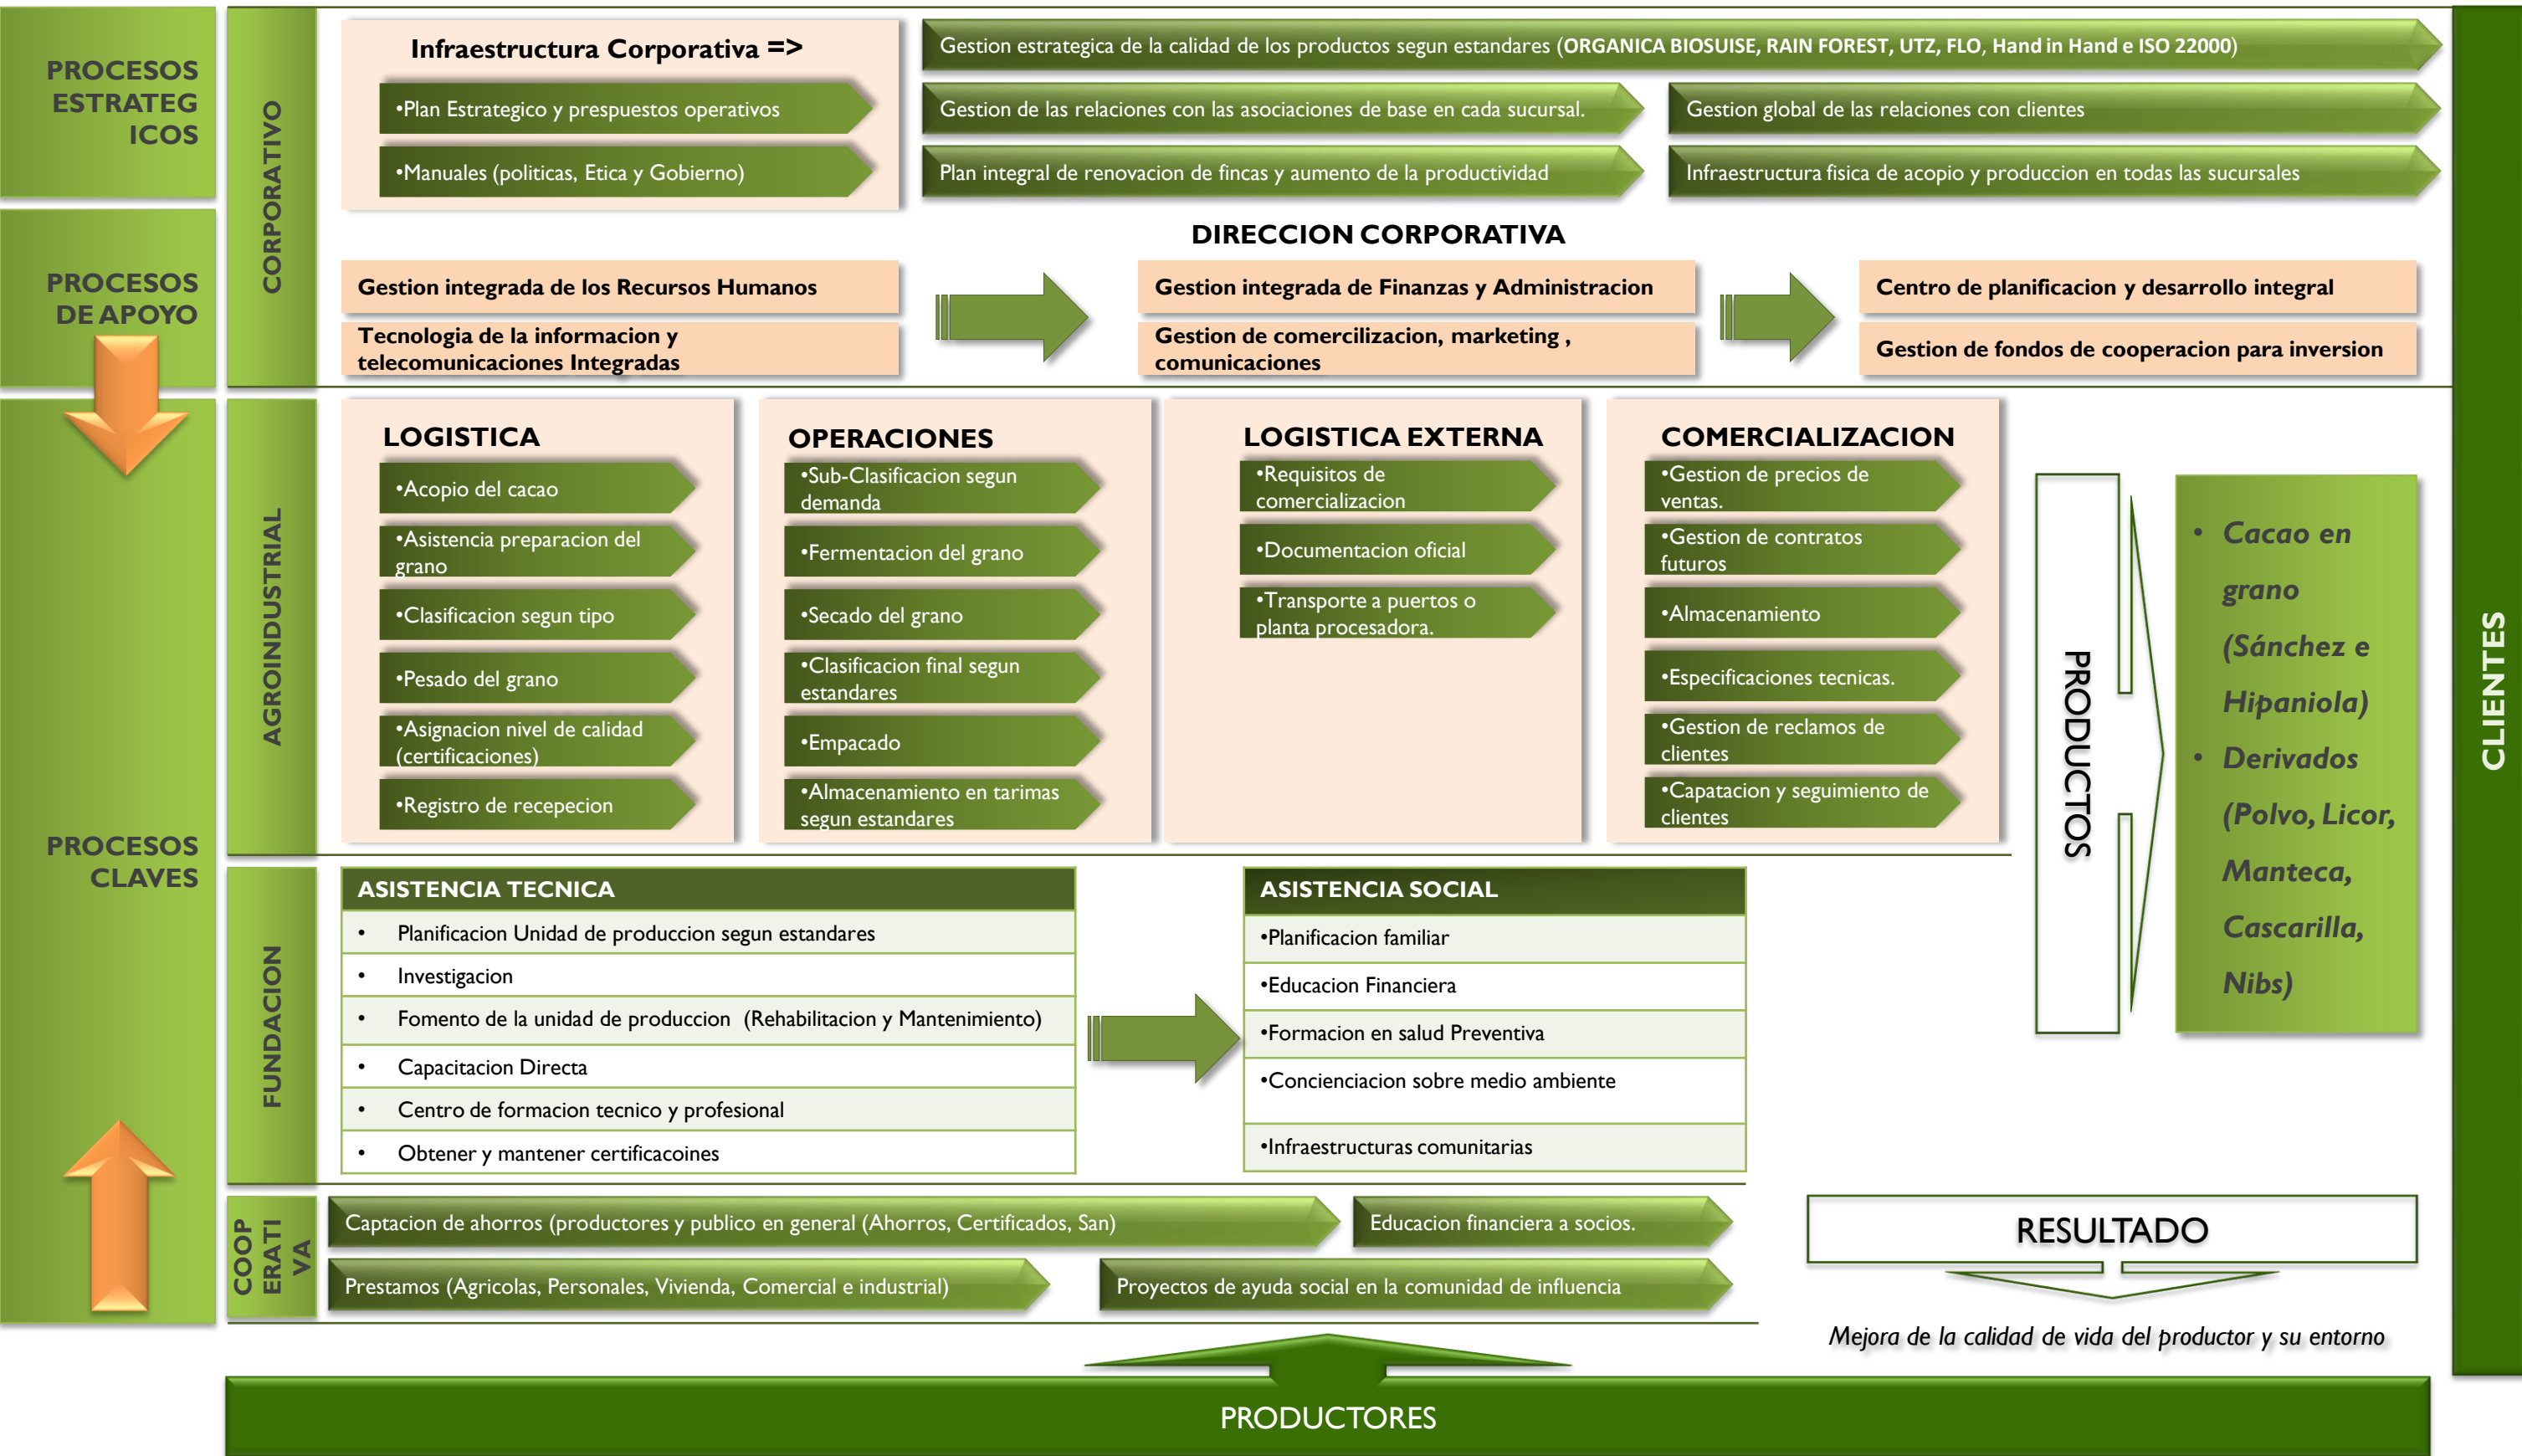 PROCESOS
ESTRATEG
ICOS
CORPORATIVO
Infraestructura Corporativa =>
•Plan Estrategico y prespuestos operativos
•Manuales (politicas, Etica y Gobierno)
Gestion estrategica de la calidad de los productos segun estandares (ORGANICA BIOSUISE, RAIN FOREST, UTZ, FLO, Hand in Hand e ISO 22000)
Gestion de las relaciones con las asociaciones de base en cada sucursal.
Gestion global de las relaciones con clientes
Plan integral de renovacion de fincas y aumento de la productividad
Infraestructura fisica de acopio y produccion en todas las sucursales
PROCESOS
DE APOYO
DIRECCION CORPORATIVA
Gestion integrada de los Recursos Humanos
Tecnologia de la informacion y
telecomunicaciones Integradas
Gestion integrada de Finanzas y Administracion
Gestion de comercilizacion, marketing ,
comunicaciones
Centro de planificacion y desarrollo integral
Gestion de fondos de cooperacion para inversion
PROCESOS
CLAVES
AGROINDUSTRIAL
LOGISTICA
•Acopio del cacao
•Asistencia preparacion del
grano
•Clasificacion segun tipo
•Pesado del grano
•Asignacion nivel de calidad
(certificaciones)
•Registro de recepecion
OPERACIONES
•Sub-Clasificacion segun
demanda
•Fermentacion del grano
•Secado del grano
•Clasificacion final segun
estandares
•Empacado
•Almacenamiento en tarimas
segun estandares
LOGISTICA EXTERNA
•Requisitos de
comercializacion
•Documentacion oficial
•Transporte a puertos o
planta procesadora.
COMERCIALIZACION
•Gestion de precios de
ventas.
•Gestion de contratos
futuros
•Almacenamiento
•Especificaciones tecnicas.
•Gestion de reclamos de
clientes
•Capatacion y seguimiento de
clientes
PRODUCTOS
• Cacao en
grano
(Sánchez e
Hipaniola)
• Derivados
(Polvo, Licor,
Manteca,
Cascarilla,
Nibs)
CLIENTES
FUNDACION
ASISTENCIA TECNICA
• Planificacion Unidad de produccion segun estandares
• Investigacion
• Fomento de la unidad de produccion (Rehabilitacion y Mantenimiento)
• Capacitacion Directa
• Centro de formacion tecnico y profesional
• Obtener y mantener certificacoines
ASISTENCIA SOCIAL
•Planificacion familiar
•Educacion Financiera
•Formacion en salud Preventiva
•Concienciacion sobre medio ambiente
•Infraestructuras comunitarias
COOP
ERATI
VA
Captacion de ahorros (productores y publico en general (Ahorros, Certificados, San)
Educacion financiera a socios.
Prestamos (Agricolas, Personales, Vivienda, Comercial e industrial)
Proyectos de ayuda social en la comunidad de influencia
RESULTADO
Mejora de la calidad de vida del productor y su entorno
PRODUCTORES